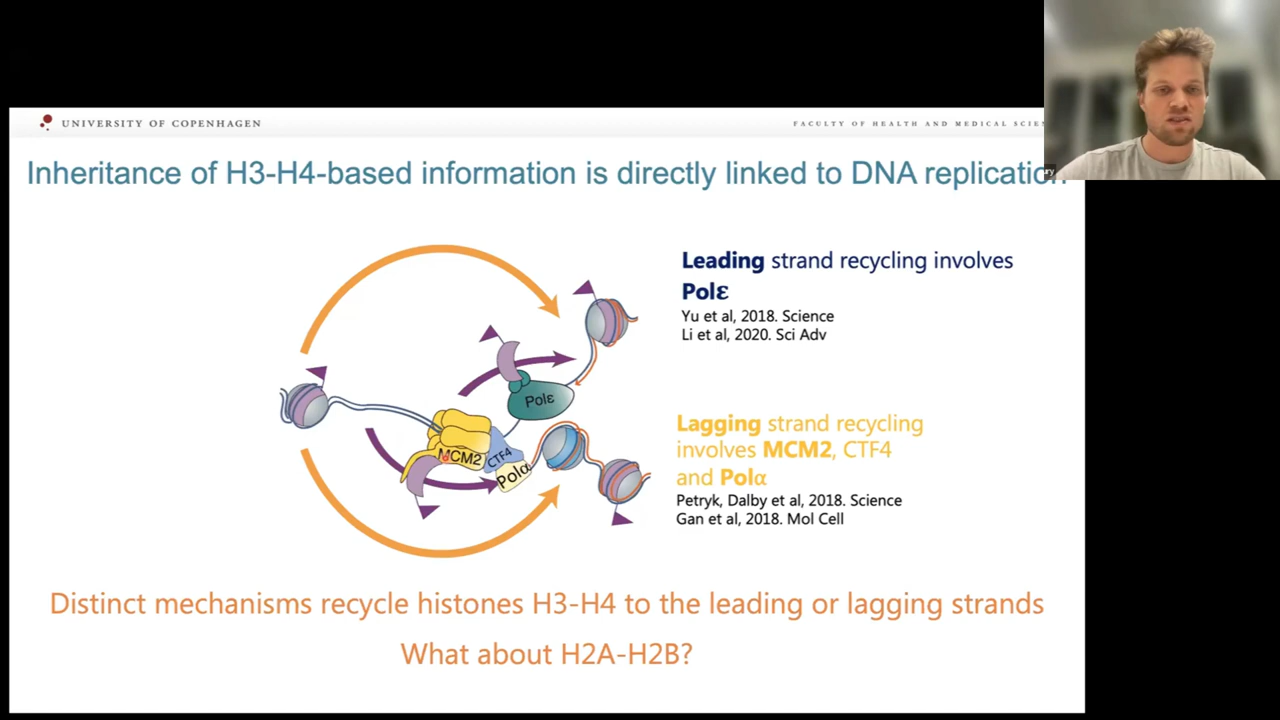 UNIVERSITY OF COPENHAGEN
FACULTY OF HEALTH AND MEDICAL
Inheritance of H3-H4-based information is directly linked to DNA replication
Leading strand recycling involves
Polε
Yu et al, 2018. Science
Li et al, 2020. Sci Adv
Polε
MCM2
CTF4
Polα
Lagging strand recycling
involves MCM2, CTF4
and Polα
Petryk, Dalby et al, 2018. Science
Gan et al, 2018. Mol Cell
Distinct mechanisms recycle histones H3-H4 to the leading or lagging strands
What about H2A-H2B?